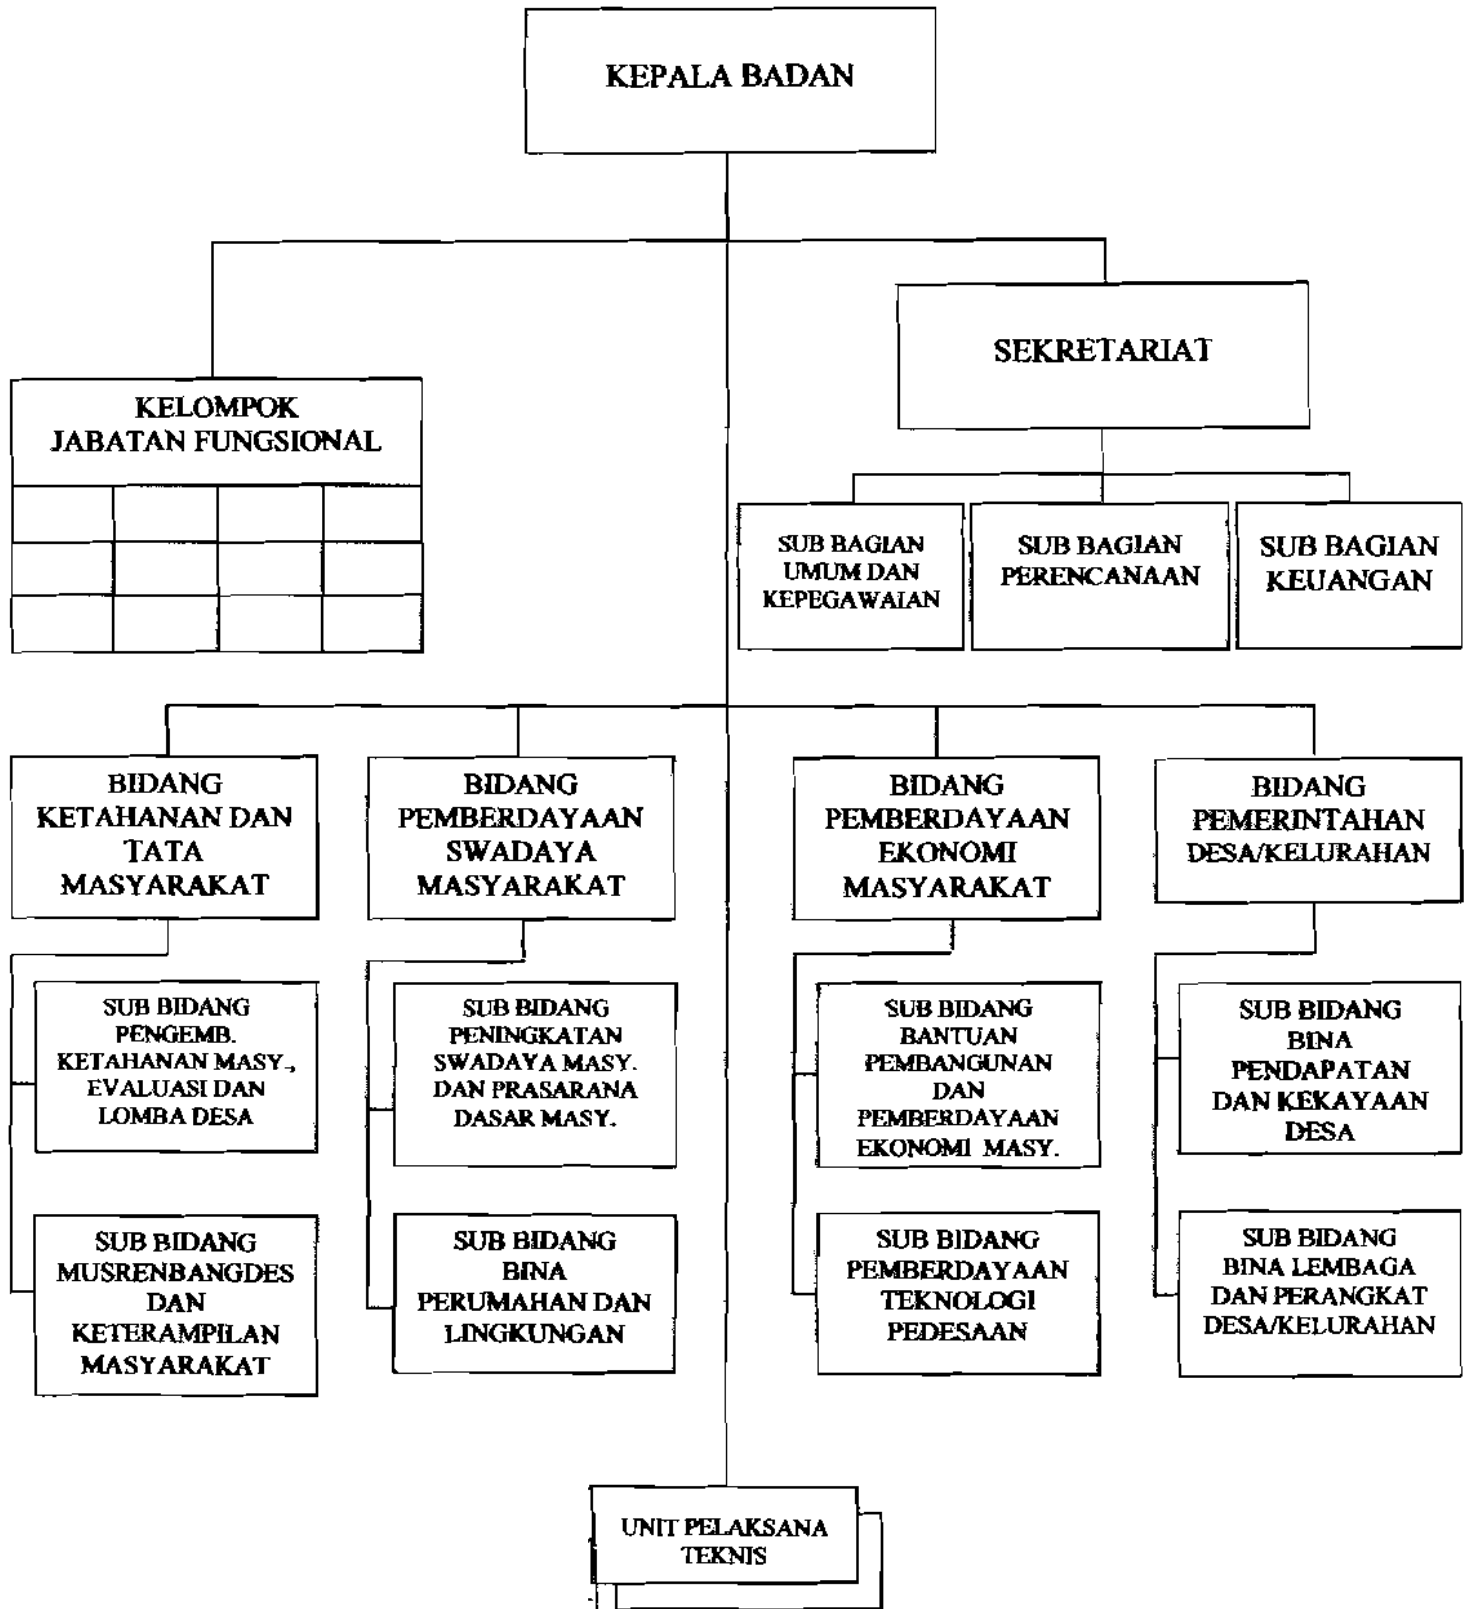 KEPALA BADAN
SEKRETARIAT
KELOMPOK
JABATAN FUNGSIONAL
SUB BAGIAN
UMUM DAN
KEPEGAWAIAN
SUB BAGIAN
PERENCANAAN
SUB BAGIAN
KEUANGAN
BIDANG
KETAHANAN DAN
TATA
MASYARAKAT
BIDANG
PEMBERDAYAAN
SWADAYA
MASYARAKAT
BIDANG
PEMBERDAYAAN
EKONOMI
MASYARAKAT
BIDANG
PEMERINTAHAN
DESA/KELURAHAN
SUB BIDANG
PENGEMB.
KETAHANAN MASY.,
EVALUASI DAN
LOMBA DESA
SUB BIDANG
PENINGKATAN
SWADAYA MASY.
DAN PRASARANA
DASAR MASY.
SUB BIDANG
BANTUAN
PEMBANGUNAN
DAN
PEMBERDAYAAN
EKONOMI MASY.
SUB BIDANG
BINA
PENDAPATAN
DAN KEKAYAAN
DESA
SUB BIDANG
MUSRENBANGDES
DAN
KETERAMPILAN
MASYARAKAT
SUB BIDANG
BINA
PERUMAHAN DAN
LINGKUNGAN
SUB BIDANG
PEMBERDAYAAN
TEKNOLOGI
PEDESAAN
SUB BIDANG
BINA LEMBAGA
DAN PERANGKAT
DESA/KELURAHAN
UNIT PELAKSANA
TEKNIS